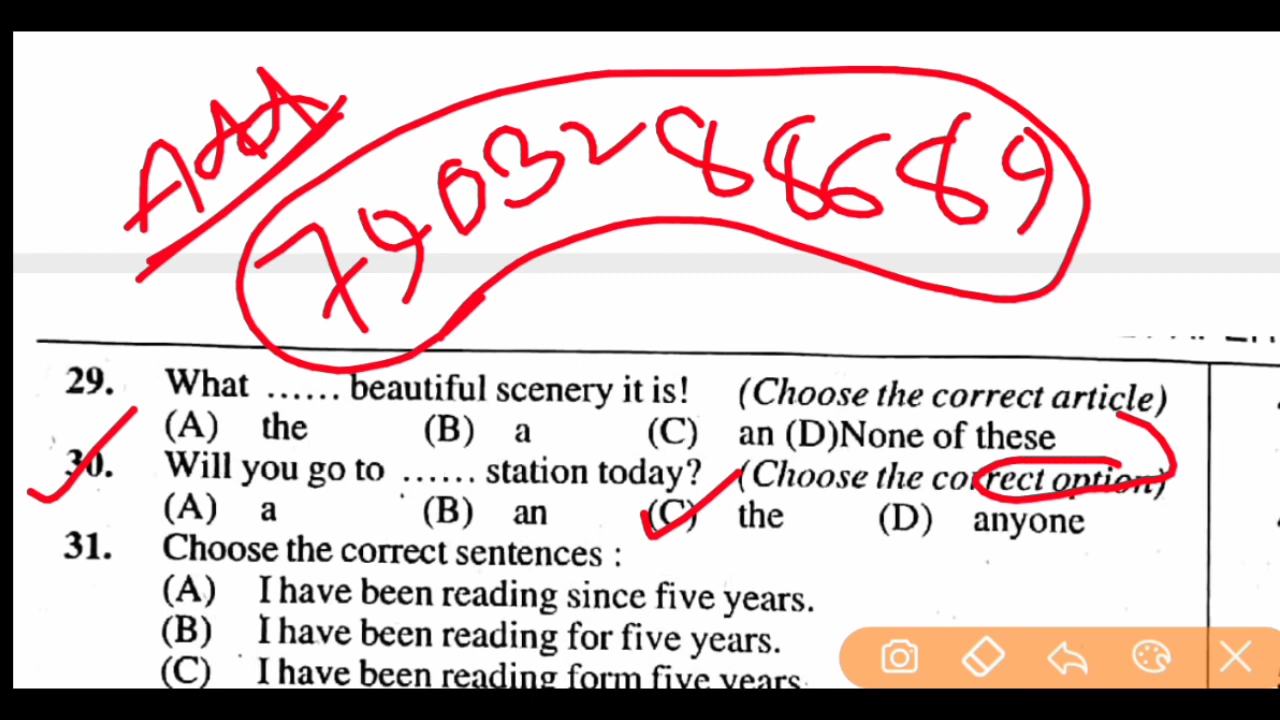 7903288689
29. What ...... beautiful scenery it is! (Choose the correct article)
(A) the (B) a (C) an (D)None of these
30. Will you go to ...... station today? (Choose the correct option)
(A) a (B) an (C) the (D) anyone
31. Choose the correct sentences :
(A) I have been reading since five years.
(B) I have been reading for five years.
(C) I have been reading form five years.